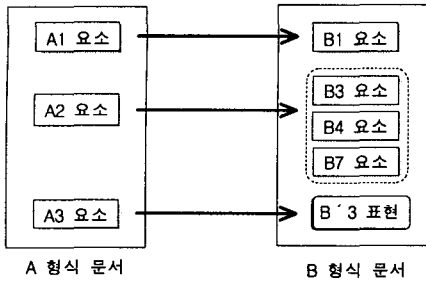 A1 요소
B1 요소
B3 요소
A2 요소
B4 요소
B7 요소
A3 요소
B´3 표현
A 형식 문서
B 형식 문서